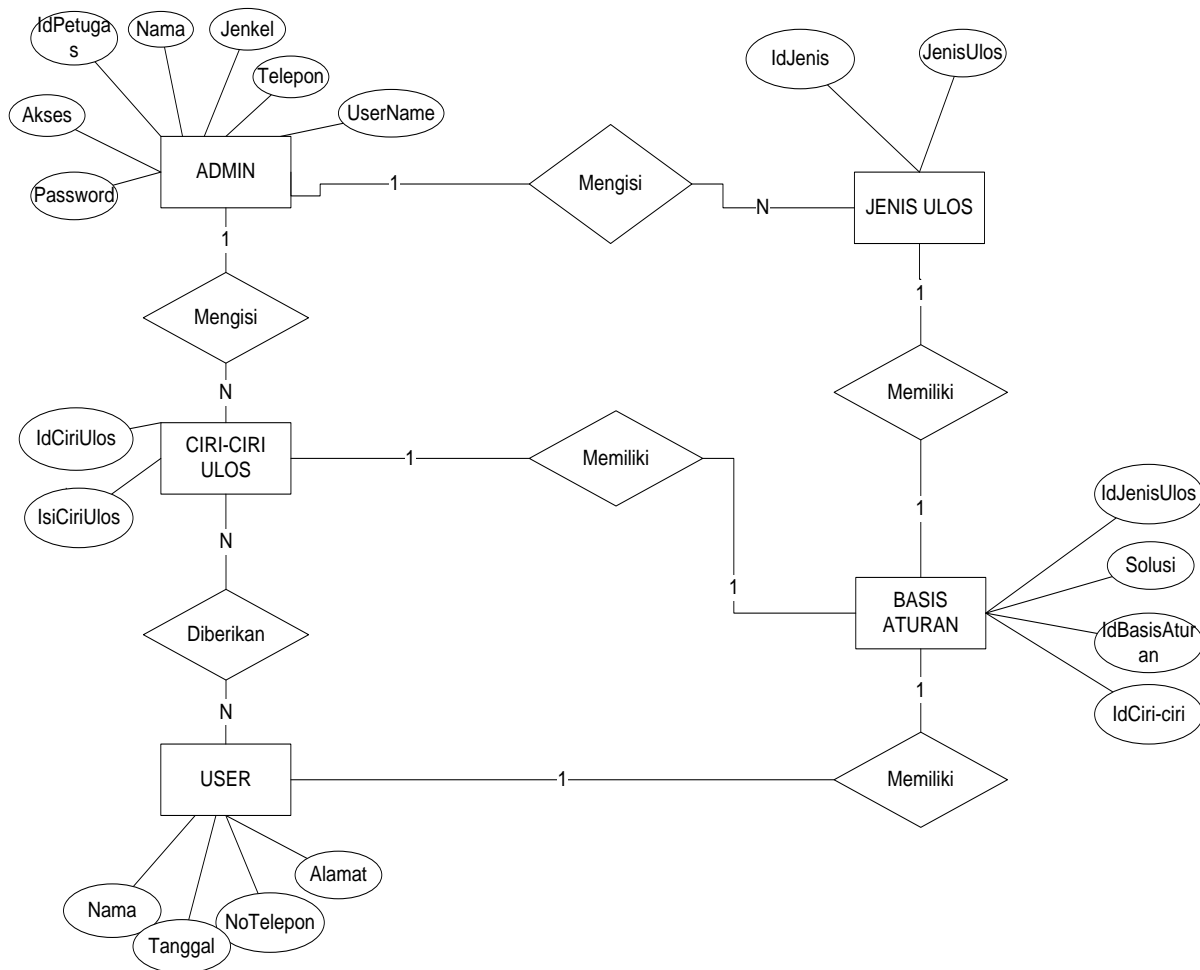 IdPetuga
s
Nama
Jenkel
Telepon
UserName
Akses
Password
ADMIN
1
Mengisi
N
IdJenis
JenisUlos
JENIS ULOS
1
Mengisi
N
1
Memiliki
1
IdCiriUlos
IsiCiriUlos
CIRI-CIRI
ULOS
1
Memiliki
1
IdJenisUlos
Solusi
IdBasisAtur
an
IdCiri-ciri
BASIS
ATURAN
N
Diberikan
N
1
USER
1
Memiliki
Alamat
Nama
NoTelepon
Tanggal